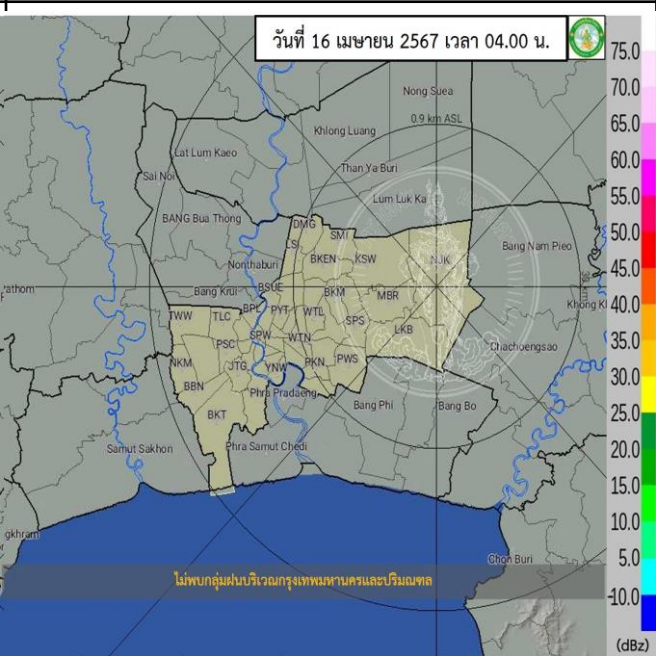 วันที่ 16 เมษายน 2567 เวลา 04.00 น.
75.0
70.0
65.0
60.0
55.0
50.0
45.0
40.0
35.0
30.0
25.0
20.0
15.0
10.0
5.0
-10.0
(dBz)
Nong Suea
0.9 km ASL
Khlong Luang
Lat Lum Kaeo
Than Ya Buri
Sai Noi
Lum Luk Ka
BANG Bua Thong
DMG
SMI
LSI
Bang Nam Pieo
BKEN
KSW
NJK
Nonthaburi
Bang Krui
BSUE
BKM
MBR
TWW
TLC
BPL
PYT
WTL
SPS
LKB
SPW
WTN
PSC
Chachoengsao
NKM
JTG
YNW
PKN
PWS
BBN
Phra Pradaeng
BKT
Bang Phi
Bang Bo
Samut Sakhon
Phra Samut Chedi
gkhram
Chon Buri
ไม่พบกลุ่มฝนบริเวณกรุงเทพมหานครและปริมณฑล